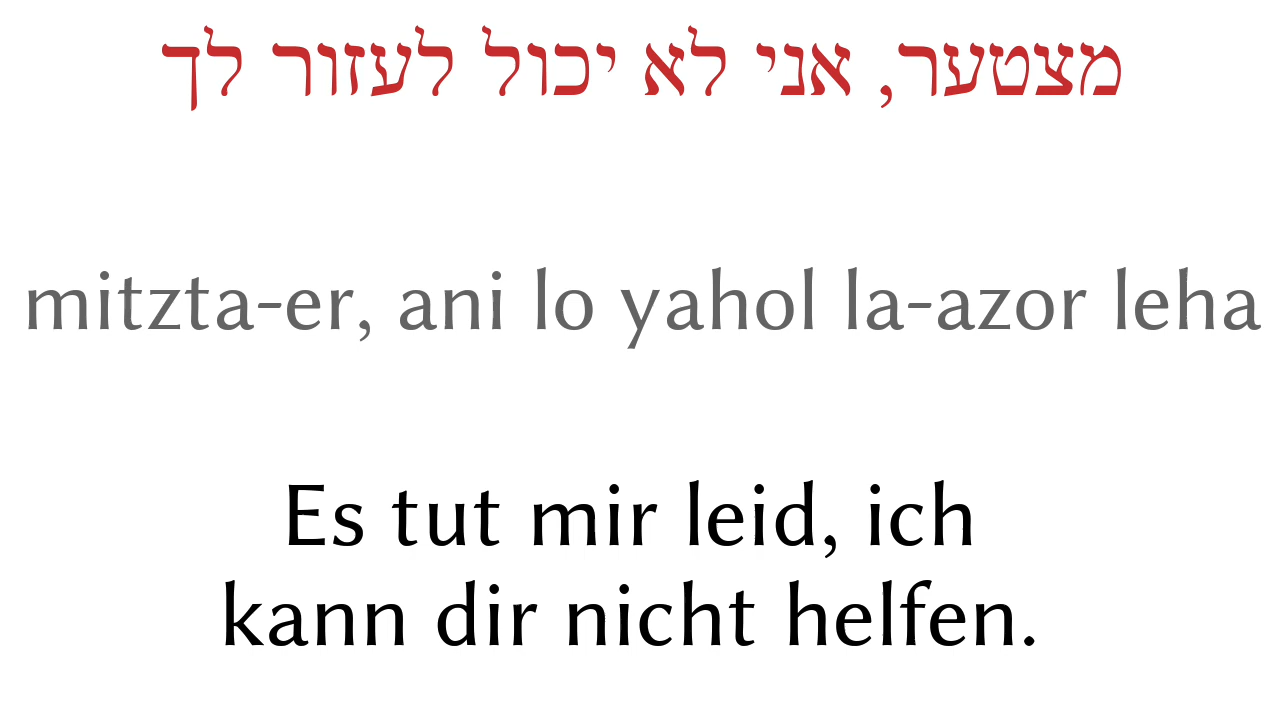 מצטער, אני לא יכול לעזור לך
mitzta-er, ani lo yahol la-azor leha
Es tut mir leid, ich
kann dir nicht helfen.